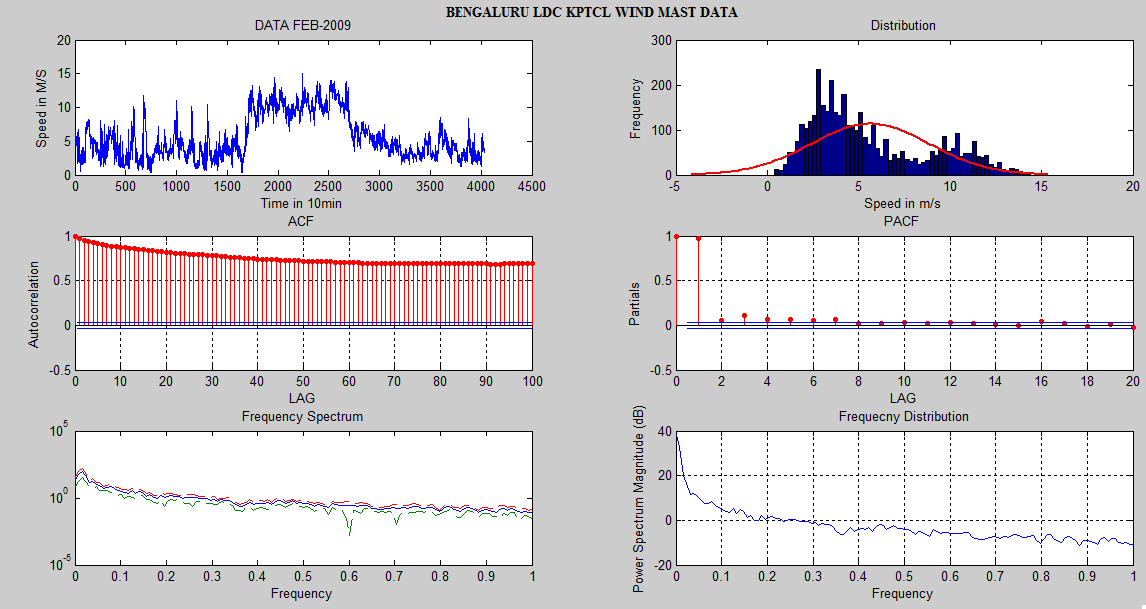 BENGALURU LDC KPTCL WIND MAST DATA
DATA FEB-2009
Speed in M/S
20
15
10
5
0
0 500 1000 1500 2000 2500 3000 3500 4000 4500
Time in 10min
Distribution
Frequency
300
200
100
0
-5 0 5 10 15 20
Speed in m/s
ACF
Autocorrelation
1
0.5
0
-0.5
0 10 20 30 40 50 60 70 80 90 100
LAG
PACF
Partials
1
0.5
0
-0.5
0 2 4 6 8 10 12 14 16 18 20
LAG
Frequency Spectrum
10^5
10^0
10^-5
0 0.1 0.2 0.3 0.4 0.5 0.6 0.7 0.8 0.9 1
Frequency
Frequecny Distribution
Power Spectrum Magnitude (dB)
40
20
0
-20
0 0.1 0.2 0.3 0.4 0.5 0.6 0.7 0.8 0.9 1
Frequency